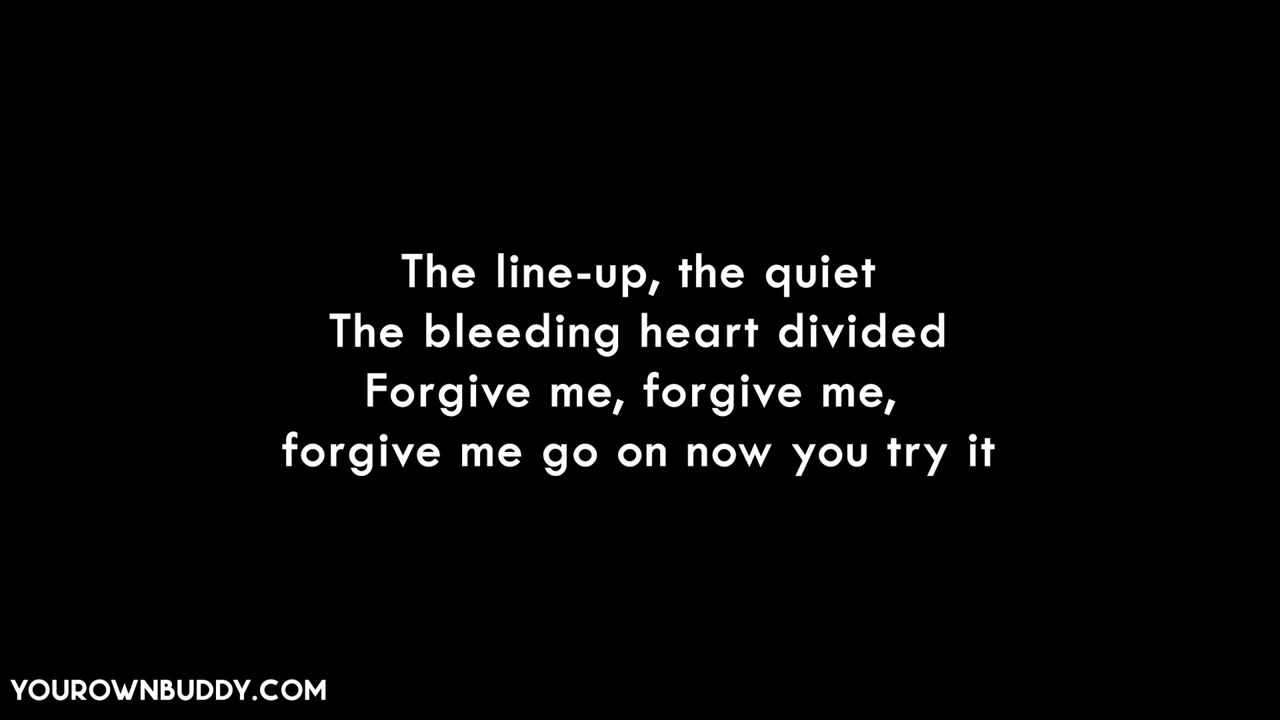 The line-up, the quiet
The bleeding heart divided
Forgive me, forgive me,
forgive me go on now you try it
YOUROWNBUDDY.COM